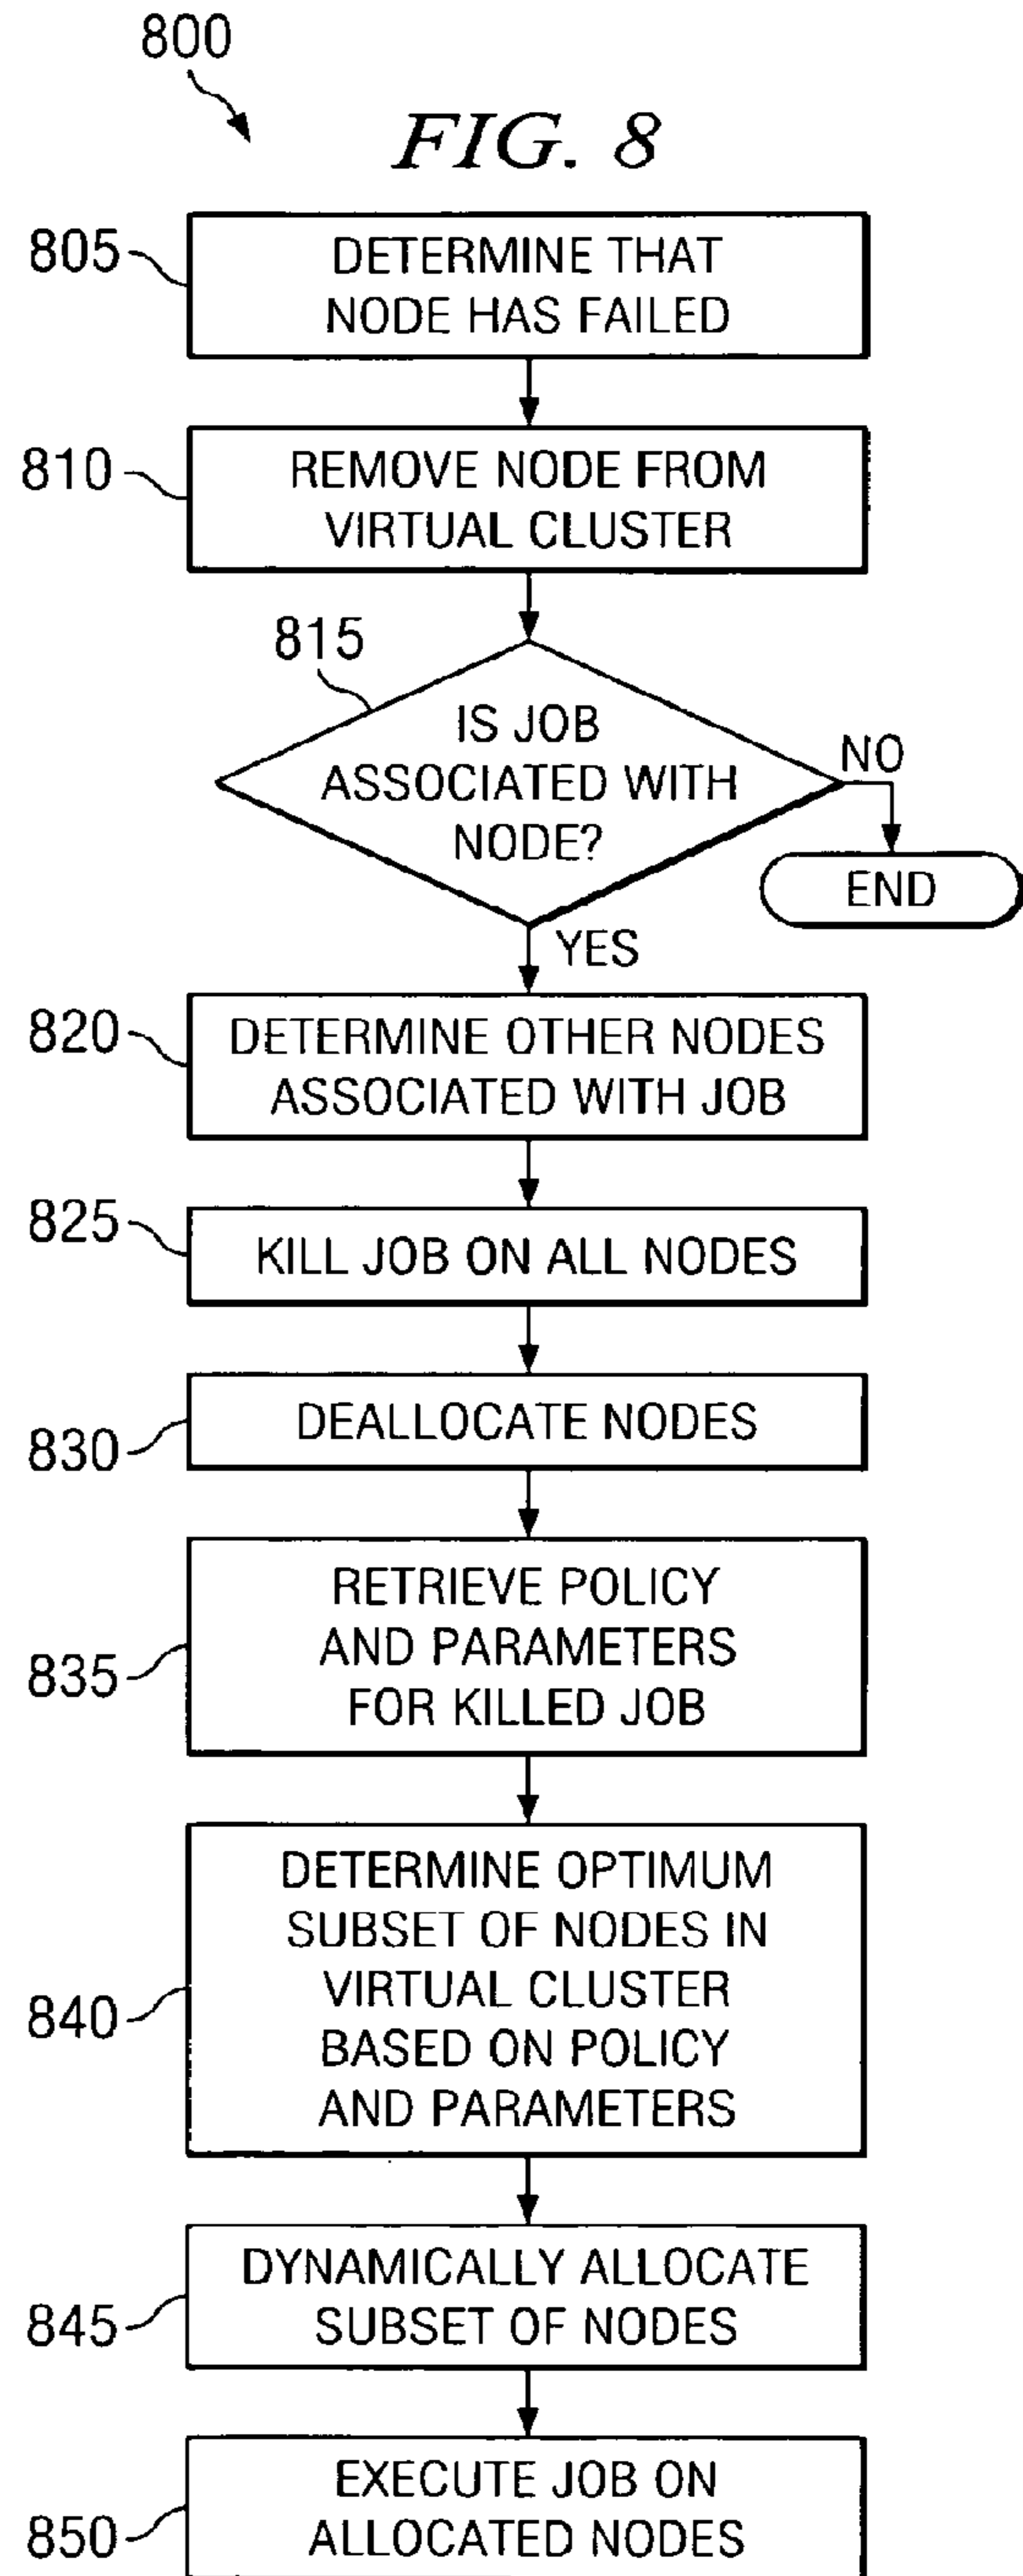 800
FIG. 8
805
DETERMINE THAT
NODE HAS FAILED
810
REMOVE NODE FROM
VIRTUAL CLUSTER
815
IS JOB
ASSOCIATED WITH
NODE?
NO
END
YES
820
DETERMINE OTHER NODES
ASSOCIATED WITH JOB
825
KILL JOB ON ALL NODES
830
DEALLOCATE NODES
835
RETRIEVE POLICY
AND PARAMETERS
FOR KILLED JOB
840
DETERMINE OPTIMUM
SUBSET OF NODES IN
VIRTUAL CLUSTER
BASED ON POLICY
AND PARAMETERS
845
DYNAMICALLY ALLOCATE
SUBSET OF NODES
850
EXECUTE JOB ON
ALLOCATED NODES